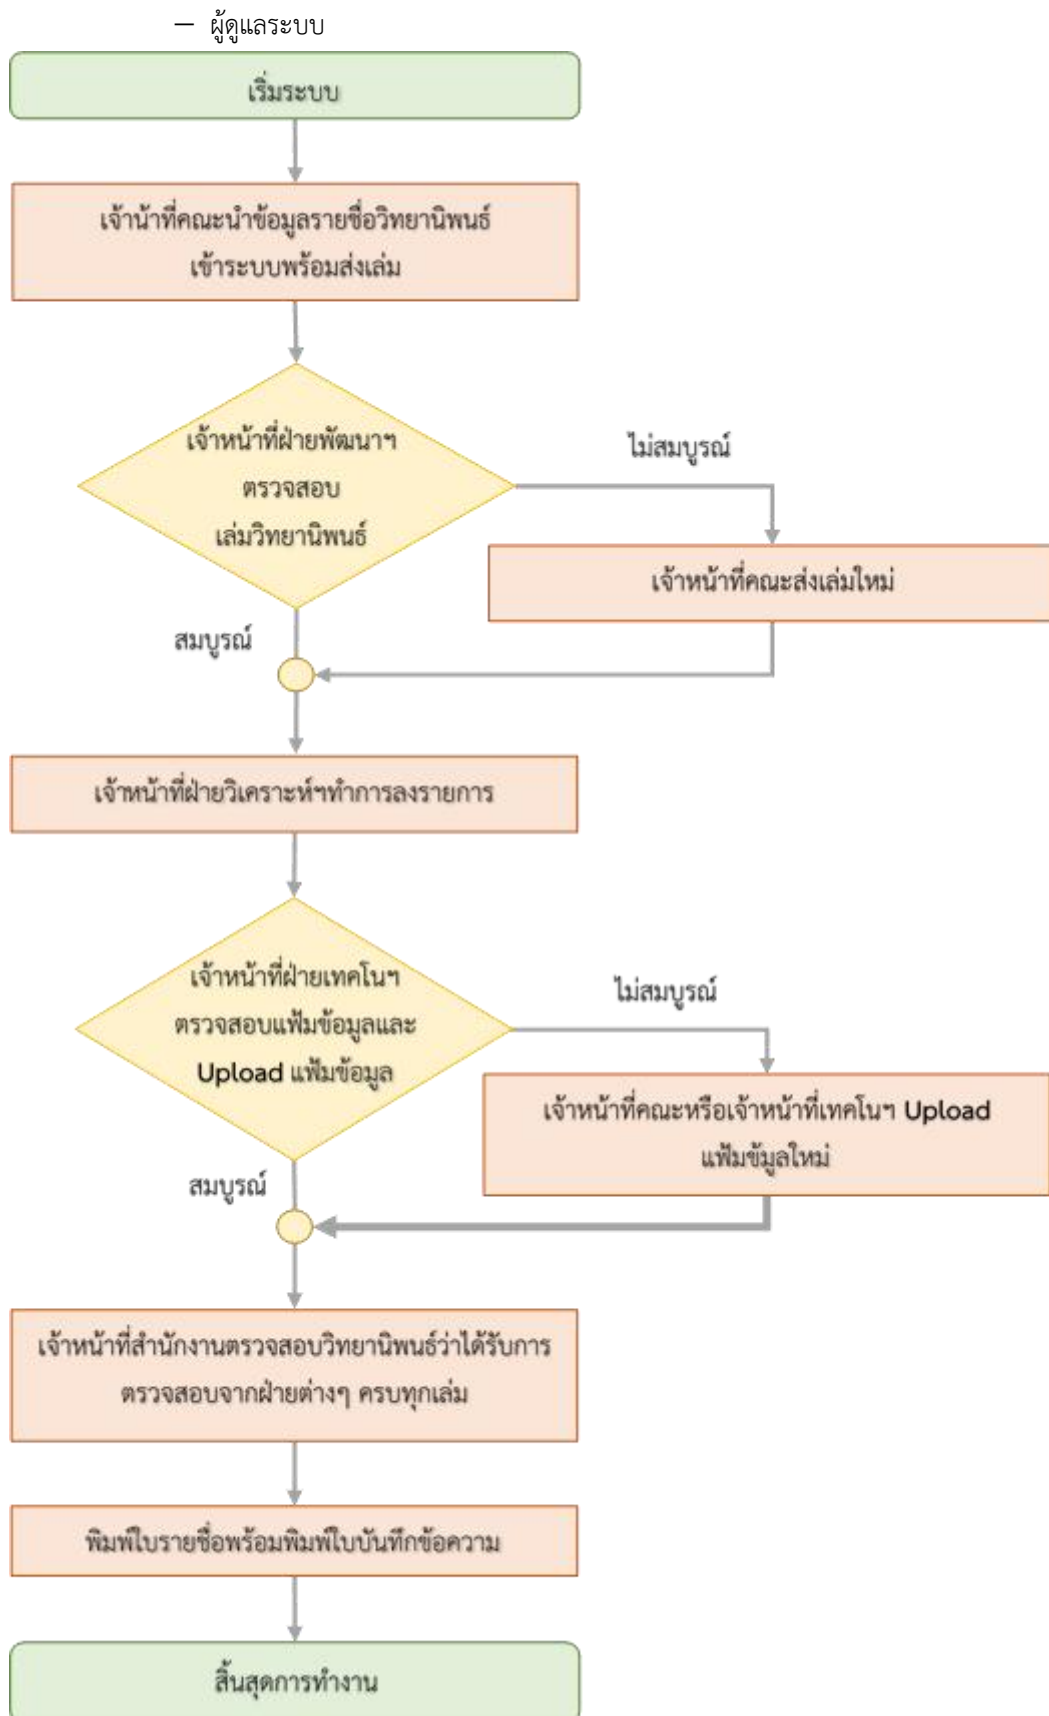 – ผู้ดูแลระบบ
เริ่มระบบ
เจ้าน้าที่คณะนำข้อมูลรายชื่อวิทยานิพนธ์
เข้าระบบพร้อมส่งเล่ม
เจ้าหน้าที่ฝ่ายพัฒนาฯ
ตรวจสอบ
เล่มวิทยานิพนธ์
ไม่สมบูรณ์
เจ้าหน้าที่คณะส่งเล่มใหม่
สมบูรณ์
เจ้าหน้าที่ฝ่ายวิเคราะห์ฯทำการลงรายการ
เจ้าหน้าที่ฝ่ายเทคโนฯ
ตรวจสอบแฟ้มข้อมูลและ
Upload แฟ้มข้อมูล
ไม่สมบูรณ์
เจ้าหน้าที่คณะหรือเจ้าหน้าที่เทคโนฯ Upload
แฟ้มข้มูลใหม่
สมบูรณ์
เจ้าหน้าที่สำนักงานตรวจสอบวิทยานิพนธ์ว่าได้รับการ
ตรวจสอบจากฝ่ายต่างๆ ครบทุกเล่ม
พิมพ์ใบรายชื่อพร้อมพิมพ์ใบบันทึกข้อความ
สิ้นสุดการทำงาน